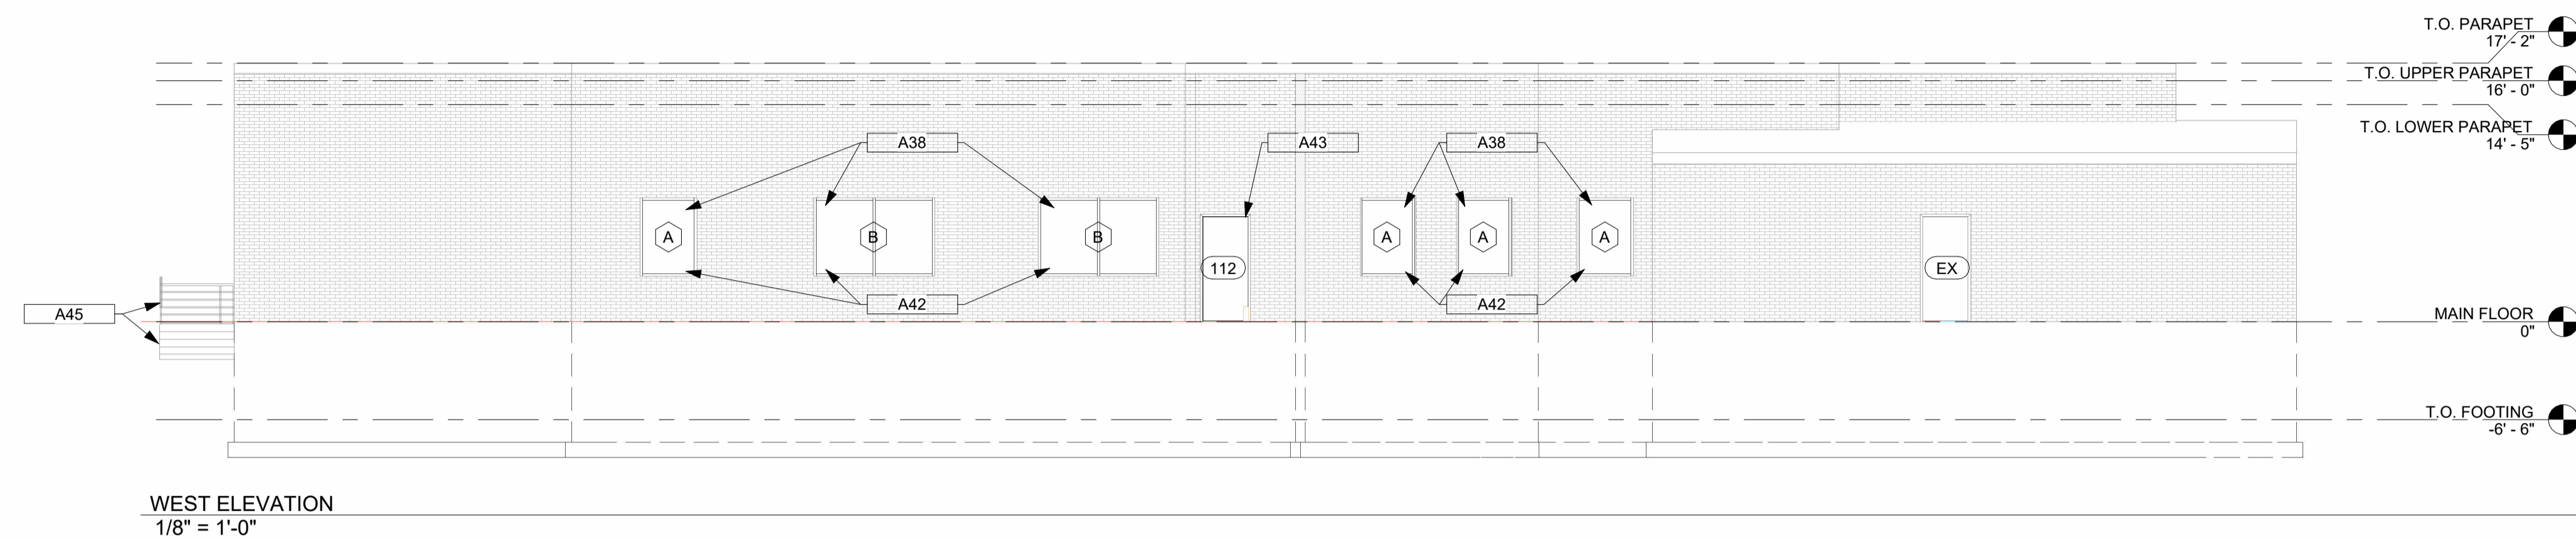 T.O. PARAPET
17' - 2"
T.O. UPPER PARAPET
16' - 0"
T.O. LOWER PARAPET
14' - 5"
A38
A43
A38
A
B
B
A
A
A
112
EX
A45
A42
A42
MAIN FLOOR
0"
T.O. FOOTING
-6' - 6"
WEST ELEVATION
1/8" = 1'-0"